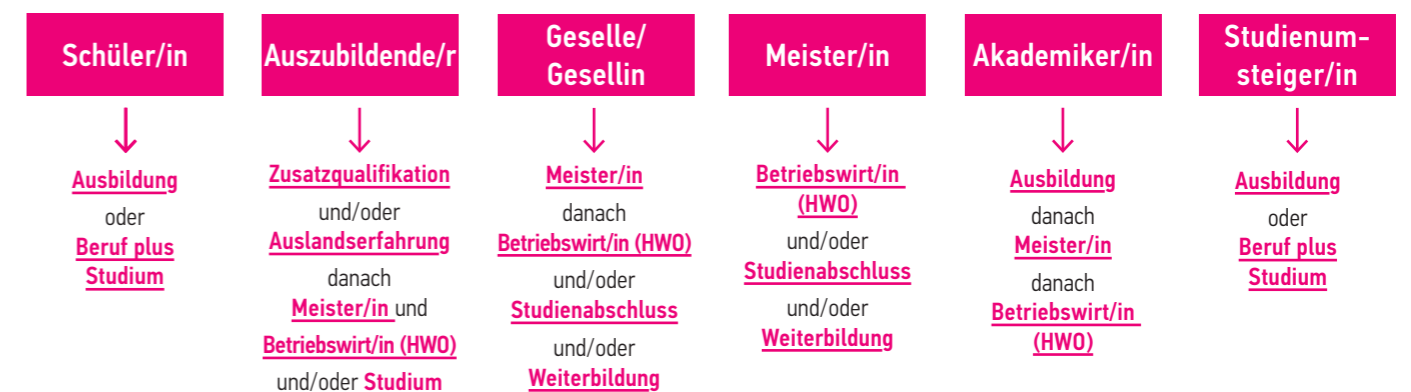 Schüler/in
Ausbildung
oder
Beruf plus
Studium
Auszubildende/r
Zusatzqualifikation
und/oder
Auslandserfahrung
danach
Meister/in und
Betriebswirt/in (HWO)
und/oder Studium
Geselle/
Gesellin
Meister/in
danach
Betriebswirt/in (HWO)
und/oder
Studienabschluss
und/oder
Weiterbildung
Meister/in
Betriebswirt/in
(HWO)
und/oder
Studienabschluss
und/oder
Weiterbildung
Akademiker/in
Ausbildung
danach
Meister/in
danach
Betriebswirt/in
(HWO)
Studienum-
steiger/in
Ausbildung
oder
Beruf plus
Studium